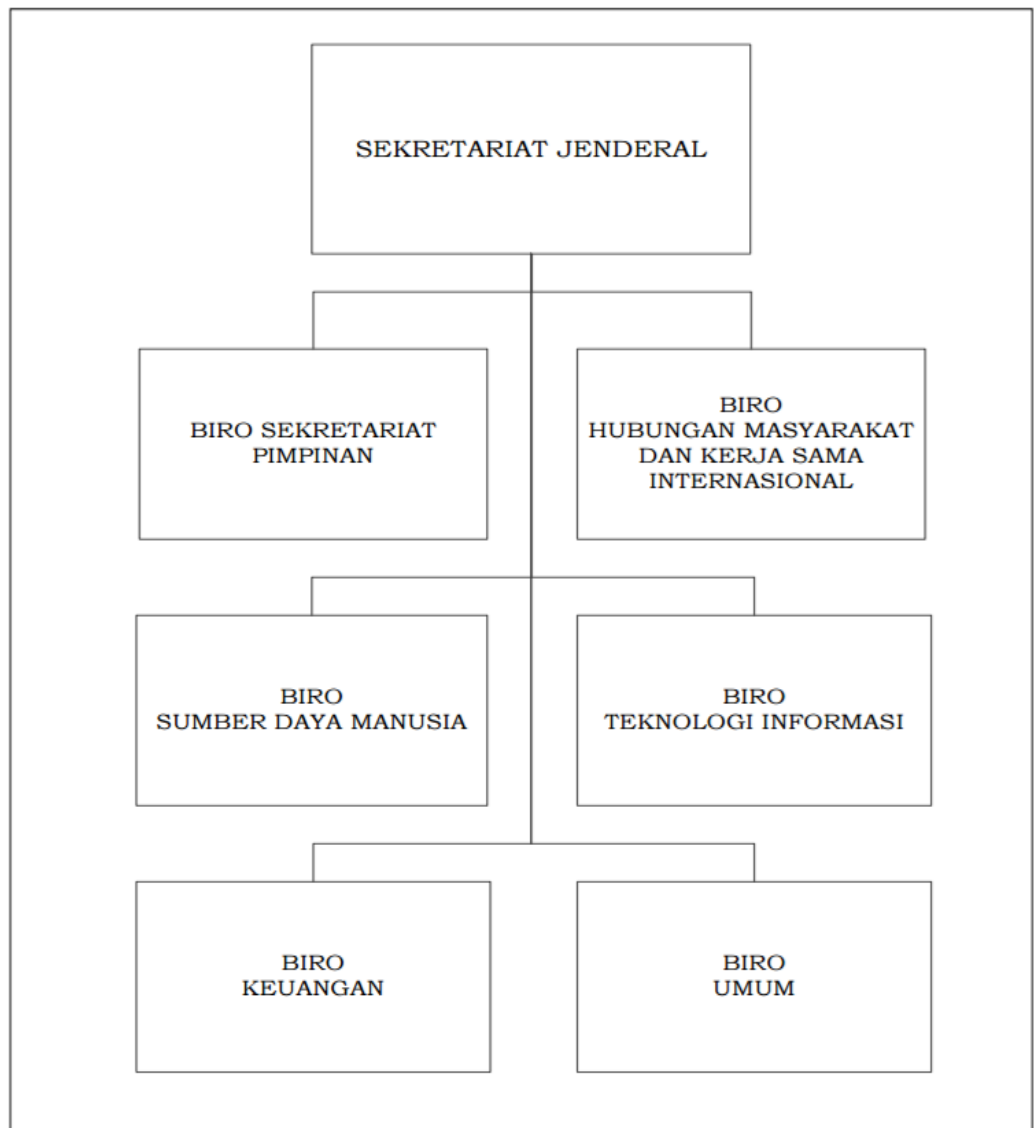 SEKRETARIAT JENDERAL
BIRO SEKRETARIAT
PIMPINAN
BIRO
HUBUNGAN MASYARAKAT
DAN KERJA SAMA
INTERNASIONAL
BIRO
SUMBER DAYA MANUSIA
BIRO
TEKNOLOGI INFORMASI
BIRO
KEUANGAN
BIRO
UMUM